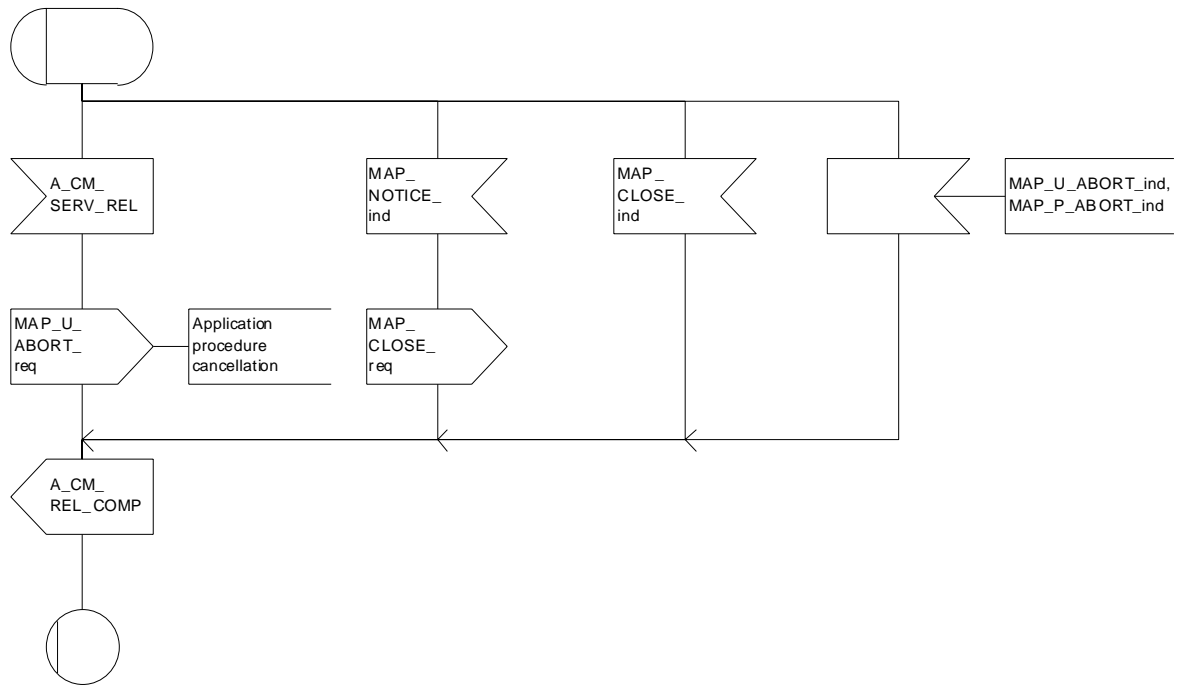 A_CM_
SERV_REL
MAP_
NOTICE_
ind
MAP_
CLOSE_
ind
MAP_U_ABORT_ind,
MAP_P_ABORT_ind
MAP_U_
ABORT_
req
Application
procedure
cancellation
MAP_
CLOSE_
req
A_CM_
REL_COMP